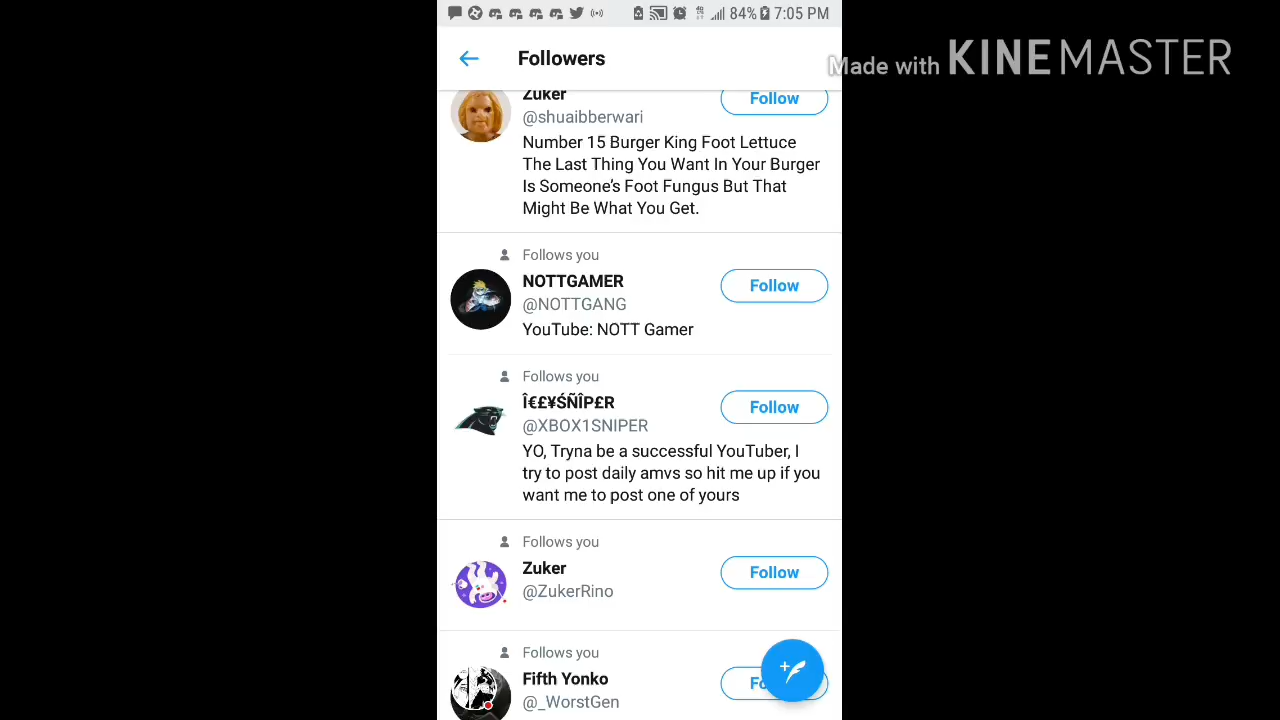 84% 7:05 PM
Made with KINEMASTER
Followers
Zuker
Follow
@shuaibberwari
Number 15 Burger King Foot Lettuce
The Last Thing You Want In Your Burger
Is Someone's Foot Fungus But That
Might Be What You Get.
Follows you
NOTTGAMER
Follow
@NOTTGANG
YouTube: NOTT Gamer
Follows you
Î€£¥ŚÑÎP£R
Follow
@XBOX1SNIPER
YO, Tryna be a successful YouTuber, I
try to post daily amvs so hit me up if you
want me to post one of yours
Follows you
Zuker
Follow
@ZukerRino
Follows you
Fifth Yonko
Fo
@_WorstGen